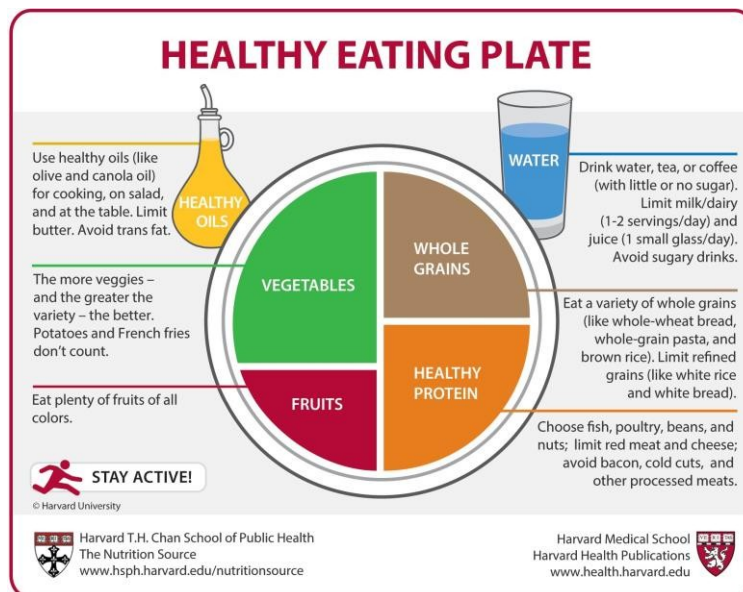 HEALTHY EATING PLATE
Use healthy oils (like
olive and canola oil)
for cooking, on salad,
and at the table. Limit
butter. Avoid trans fat.
HEALTHY
OILS
WATER
Drink water, tea, or coffee
(with little or no sugar).
Limit milk/dairy
(1-2 servings/day) and
juice (1 small glass/day).
Avoid sugary drinks.
The more veggies –
and the greater the
variety – the better.
Potatoes and French fries
don’t count.
VEGETABLES
WHOLE
GRAINS
Eat a variety of whole grains
(like whole-wheat bread,
whole-grain pasta, and
brown rice). Limit refined
grains (like white rice
and white bread).
Eat plenty of fruits of all
colors.
FRUITS
HEALTHY
PROTEIN
Choose fish, poultry, beans, and
nuts; limit red meat and cheese;
avoid bacon, cold cuts, and
other processed meats.
STAY ACTIVE!
© Harvard University
Harvard T.H. Chan School of Public Health
The Nutrition Source
www.hsph.harvard.edu/nutritionsource
Harvard Medical School
Harvard Health Publications
www.health.harvard.edu